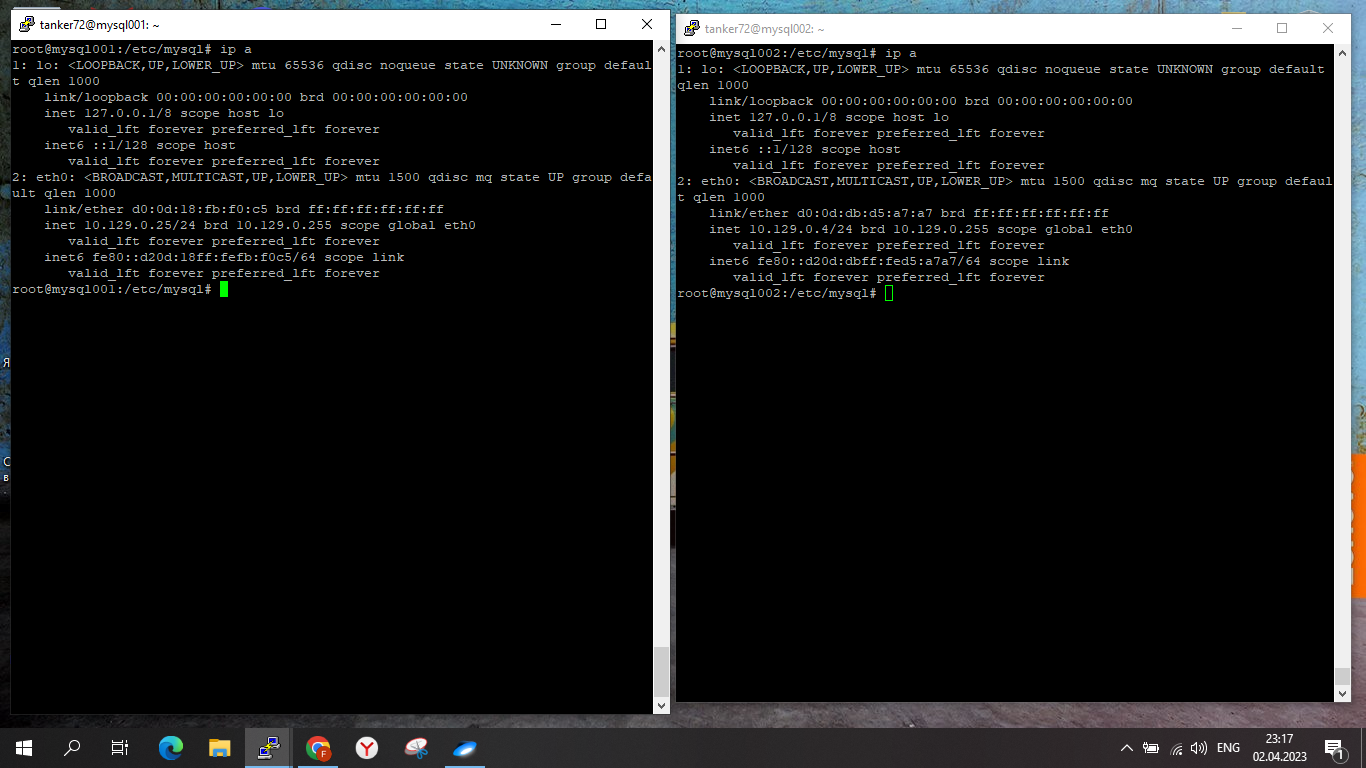 tanker72@mysql001: ~
root@mysql001:/etc/mysql# ip a
1: lo: <LOOPBACK,UP,LOWER_UP> mtu 65536 qdisc noqueue state UNKNOWN group defaul
t qlen 1000
    link/loopback 00:00:00:00:00:00 brd 00:00:00:00:00:00
    inet 127.0.0.1/8 scope host lo
       valid_lft forever preferred_lft forever
    inet6 ::1/128 scope host
       valid_lft forever preferred_lft forever
2: eth0: <BROADCAST,MULTICAST,UP,LOWER_UP> mtu 1500 qdisc mq state UP group defa
ult qlen 1000
    link/ether d0:0d:18:fb:f0:c5 brd ff:ff:ff:ff:ff:ff
    inet 10.129.0.25/24 brd 10.129.0.255 scope global eth0
       valid_lft forever preferred_lft forever
    inet6 fe80::d20d:18ff:fefb:f0c5/64 scope link
       valid_lft forever preferred_lft forever
root@mysql001:/etc/mysql#
tanker72@mysql002: ~
root@mysql002:/etc/mysql# ip a
1: lo: <LOOPBACK,UP,LOWER_UP> mtu 65536 qdisc noqueue state UNKNOWN group default
qlen 1000
    link/loopback 00:00:00:00:00:00 brd 00:00:00:00:00:00
    inet 127.0.0.1/8 scope host lo
       valid_lft forever preferred_lft forever
    inet6 ::1/128 scope host
       valid_lft forever preferred_lft forever
2: eth0: <BROADCAST,MULTICAST,UP,LOWER_UP> mtu 1500 qdisc mq state UP group defaul
t qlen 1000
    link/ether d0:0d:db:d5:a7:a7 brd ff:ff:ff:ff:ff:ff
    inet 10.129.0.4/24 brd 10.129.0.255 scope global eth0
       valid_lft forever preferred_lft forever
    inet6 fe80::d20d:dbff:fed5:a7a7/64 scope link
       valid_lft forever preferred_lft forever
root@mysql002:/etc/mysql#
Я
ENG
23:17
02.04.2023
1